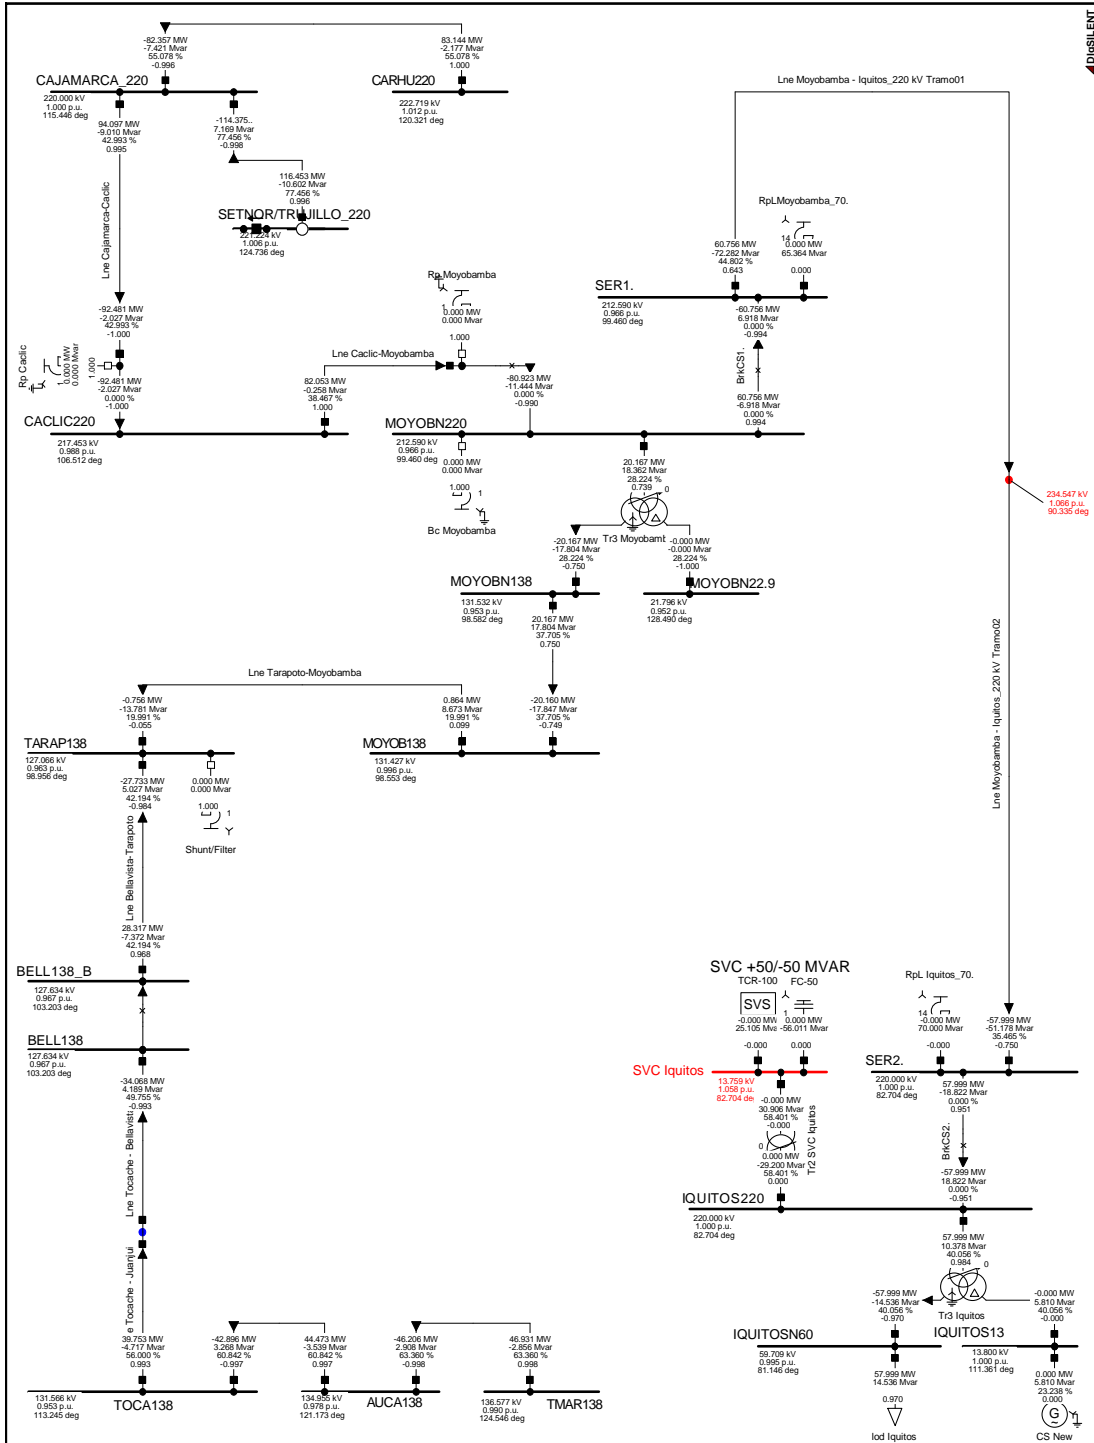 DIgSILENT
-82.357 MW
-7.421 Mvar
55.078 %
-0.996
83.144 MW
-2.177 Mvar
55.078 %
1.000
CAJAMARCA_220
220.000 kV
1.000 p.u.
115.446 deg
CARHU220
222.719 kV
1.012 p.u.
120.321 deg
94.097 MW
-9.010 Mvar
42.993 %
0.995
-114.375..
7.169 Mvar
77.456 %
-0.998
116.453 MW
-10.602 Mvar
77.456 %
0.996
SETNOR/TRUJILLO_220
221.224 kV
1.006 p.u.
124.736 deg
Lne Cajamarca-Caclic
-92.481 MW
-2.027 Mvar
42.993 %
-1.000
Rp Caclic
1
0.000 MW
0.000 Mvar
1.000
-92.481 MW
-2.027 Mvar
0.000 %
-1.000
CACLIC220
217.453 kV
0.988 p.u.
106.512 deg
82.053 MW
-0.258 Mvar
38.467 %
1.000
Lne Caclic-Moyobamba
Rp Moyobamba
1
0.000 MW
0.000 Mvar
1.000
-80.923 MW
-11.444 Mvar
0.000 %
-0.990
MOYOBN220
212.590 kV
0.966 p.u.
99.460 deg
0.000 MW
0.000 Mvar
1.000
1
Bc Moyobamba
Lne Moyobamba - Iquitos_220 kV Tramo01
RpLMoyobamba_70.
14
0.000 MW
65.364 Mvar
0.000
60.756 MW
-72.282 Mvar
44.802 %
0.643
SER1.
212.590 kV
0.966 p.u.
99.460 deg
-60.756 MW
6.918 Mvar
0.000 %
-0.994
BrkCS1.
60.756 MW
-6.918 Mvar
0.000 %
0.994
234.547 kV
1.066 p.u.
90.335 deg
20.167 MW
18.362 Mvar
28.224 %
0.739
0
Tr3 Moyobamt
-20.167 MW
-17.804 Mvar
28.224 %
-0.750
-0.000 MW
-0.000 Mvar
28.224 %
-1.000
MOYOBN138
131.532 kV
0.953 p.u.
98.582 deg
MOYOBN22.9
21.796 kV
0.952 p.u.
128.490 deg
20.167 MW
17.804 Mvar
37.705 %
0.750
Lne Moyobamba - Iquitos_220 kV Tramo02
Lne Tarapoto-Moyobamba
-0.756 MW
-13.781 Mvar
19.991 %
-0.055
0.864 MW
8.673 Mvar
19.991 %
0.099
-20.160 MW
-17.847 Mvar
37.705 %
-0.749
TARAP138
127.066 kV
0.963 p.u.
98.956 deg
MOYOB138
131.427 kV
0.996 p.u.
98.553 deg
-27.733 MW
5.027 Mvar
42.194 %
-0.984
0.000 MW
0.000 Mvar
1.000
1
Shunt/Filter
Lne Bellavista-Tarapoto
28.317 MW
-7.372 Mvar
42.194 %
0.968
BELL138_B
127.634 kV
0.967 p.u.
103.203 deg
BELL138
127.634 kV
0.967 p.u.
103.203 deg
-34.068 MW
4.189 Mvar
49.755 %
-0.993
Lne Tocache - Bellavista
e Tocache - Juanjui
39.753 MW
-4.717 Mvar
56.000 %
0.993
-42.896 MW
3.268 Mvar
60.842 %
-0.997
44.473 MW
-3.539 Mvar
60.842 %
0.997
-46.206 MW
2.908 Mvar
63.360 %
-0.998
46.931 MW
-2.856 Mvar
63.360 %
0.998
131.566 kV
0.953 p.u.
113.245 deg
TOCA138
134.955 kV
0.978 p.u.
121.173 deg
AUCA138
136.577 kV
0.990 p.u.
124.546 deg
TMAR138
SVC +50/-50 MVAR
TCR-100
FC-50
SVS
1
-0.000 MW
25.105 Mva
-0.000
0.000 MW
-56.011 Mvar
0.000
SVC Iquitos
13.759 kV
1.058 p.u.
82.704 de
-0.000 MW
30.906 Mvar
58.401 %
-0.000
0
Tr2 SVC Iquitos
0.000 MW
-29.200 Mvar
58.401 %
0.000
RpL Iquitos_70.
14
-0.000 MW
70.000 Mvar
-0.000
-57.999 MW
-51.178 Mvar
35.465 %
-0.750
SER2.
220.000 kV
1.000 p.u.
82.704 deg
57.999 MW
-18.822 Mvar
0.000 %
0.951
BrkCS2.
-57.999 MW
18.822 Mvar
0.000 %
-0.951
IQUITOS220
220.000 kV
1.000 p.u.
82.704 deg
57.999 MW
10.378 Mvar
40.056 %
0.984
0
Tr3 Iquitos
-57.999 MW
-14.536 Mvar
40.056 %
-0.970
-0.000 MW
5.810 Mvar
40.056 %
-0.000
IQUITOSN60
59.709 kV
0.995 p.u.
81.146 deg
IQUITOS13
13.800 kV
1.000 p.u.
111.361 deg
57.999 MW
14.536 Mvar
0.970
lod Iquitos
0.000 MW
5.810 Mvar
23.238 %
0.000
G
~
CS New